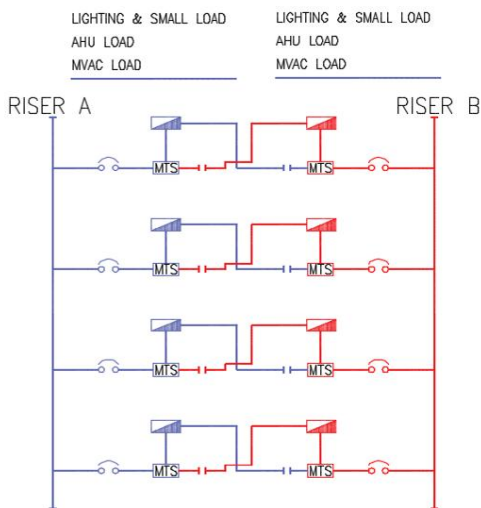 LIGHTING & SMALL LOAD
AHU LOAD
MVAC LOAD
LIGHTING & SMALL LOAD
AHU LOAD
MVAC LOAD
RISER A
RISER B
MTS
MTS
MTS
MTS
MTS
MTS
MTS
MTS